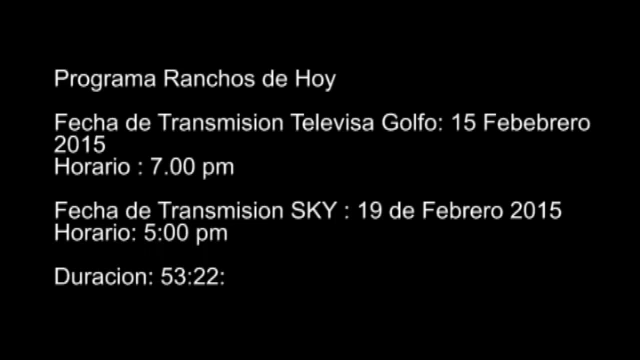 Programa Ranchos de Hoy
Fecha de Transmision Televisa Golfo: 15 Febebrero
2015
Horario : 7.00 pm
Fecha de Transmision SKY : 19 de Febrero 2015
Horario: 5:00 pm
Duracion: 53:22: